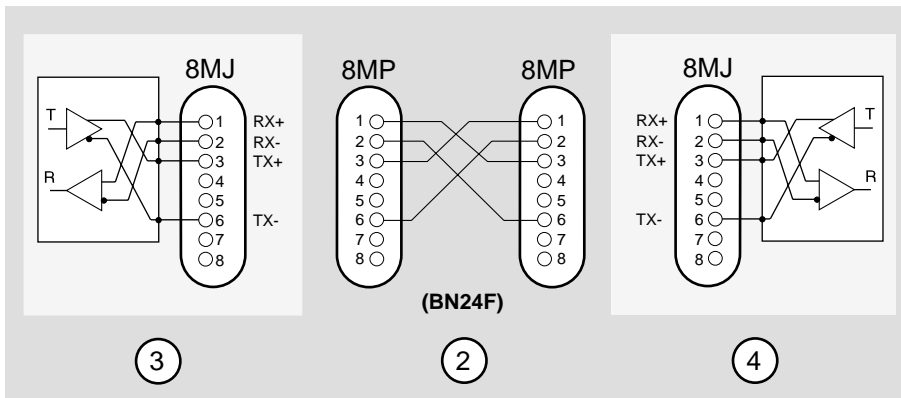 8MJ
T
R
1 RX+
2 RX-
3 TX+
4
5
6 TX-
7
8
3
8MP 8MP
1 1
2 2
3 3
4 4
5 5
6 6
7 7
8 8
(BN24F)
2
8MJ
RX+ 1
RX- 2
TX+ 3
4
5
TX- 6
7
8
T
R
4